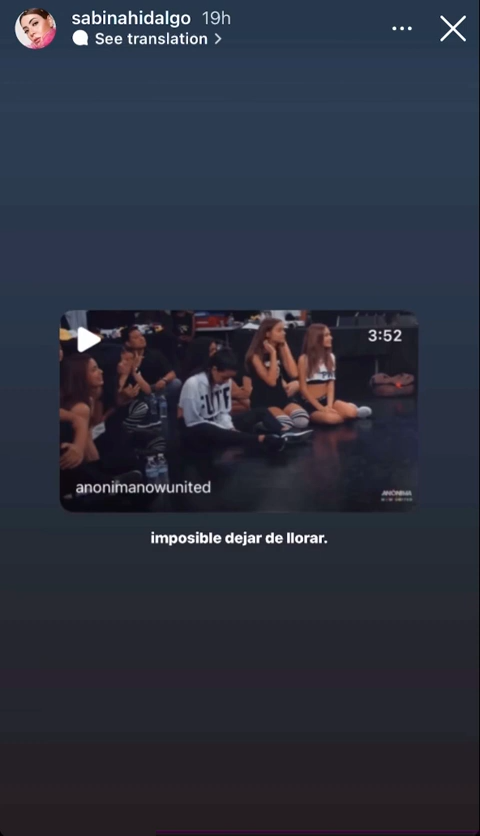 sabinahidalgo 19h
See translation >
3:52
anonimanowunited
imposible dejar de llorar.